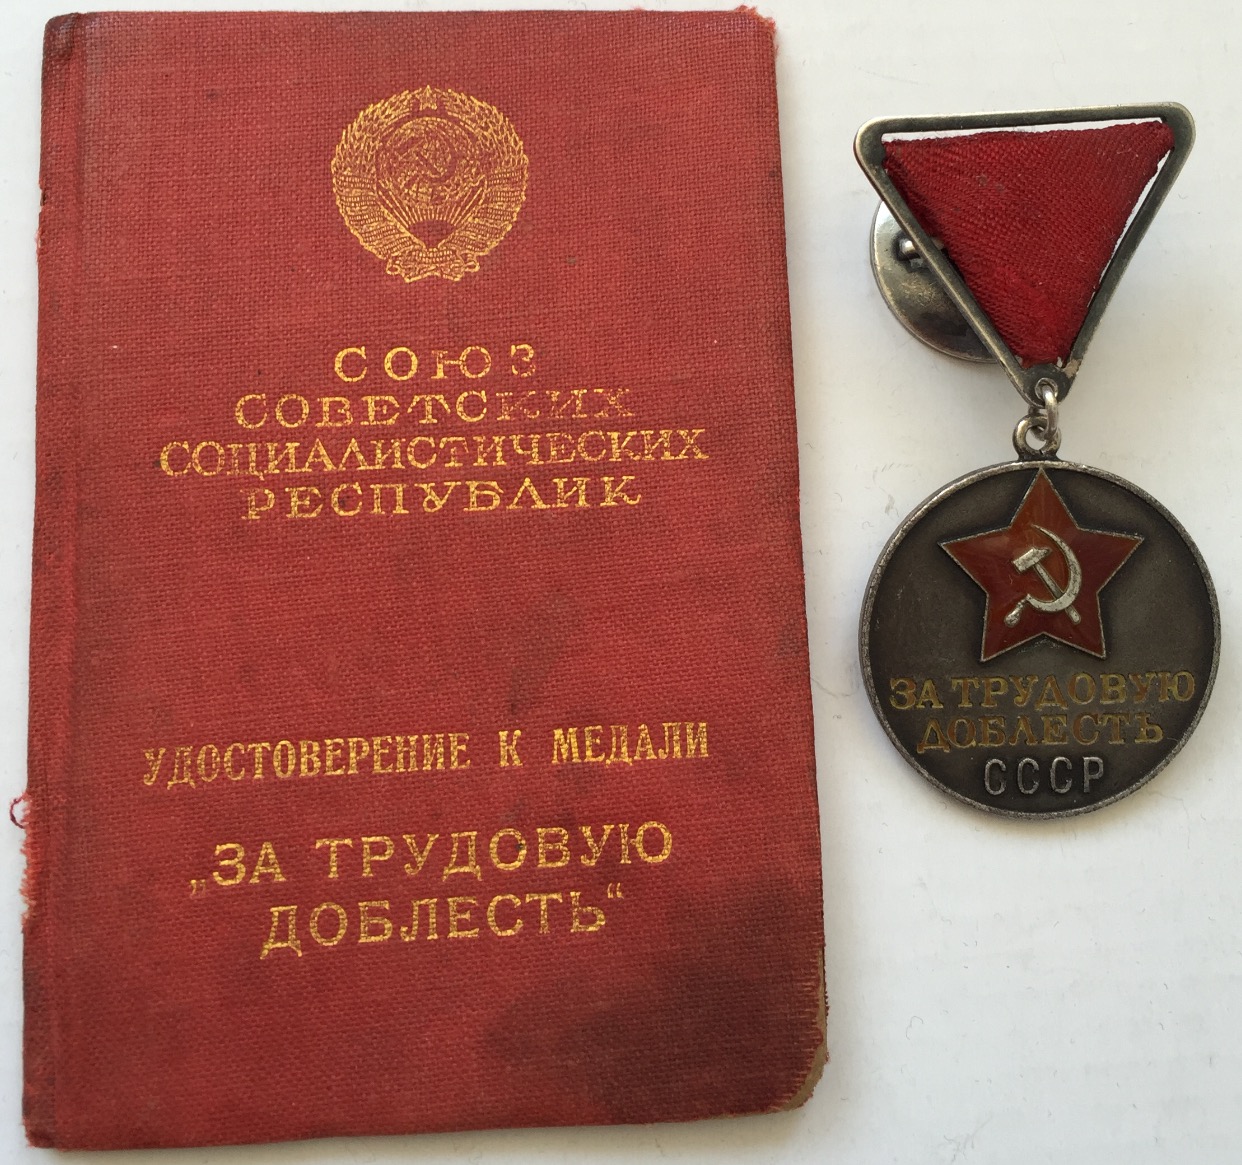 СОЮЗ
СОВЕТСКИХ
СОЦИАЛИСТИЧЕСКИХ
РЕСПУБЛИК
УДОСТОВЕРЕНИЕ К МЕДАЛИ
„ЗА ТРУДОВУЮ
ДОБЛЕСТЬ“
ЗА ТРУДОВУЮ
ДОБЛЕСТЬ
СССР